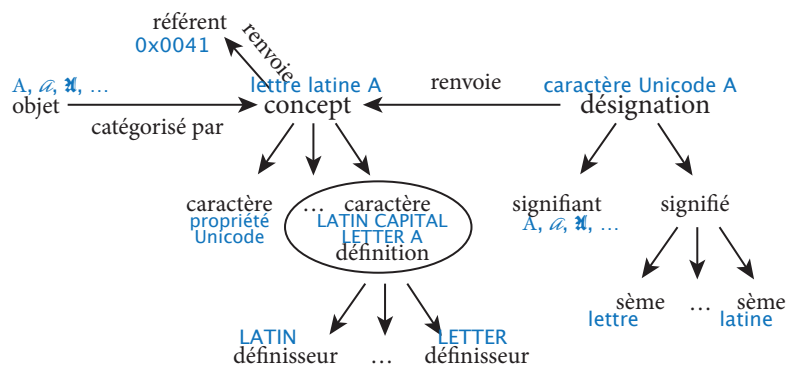 référent
0x0041
renvoie
A, 𝒶, 𝕬, …
objet
catégorisé par
lettre latine A
concept
renvoie
caractère Unicode A
désignation
caractère … caractère
propriété
Unicode
LATIN CAPITAL
LETTER A
définition
signifiant
A, 𝒶, 𝕬, …
signifié
sème … sème
lettre latine
LATIN LETTER
définisseur … définisseur